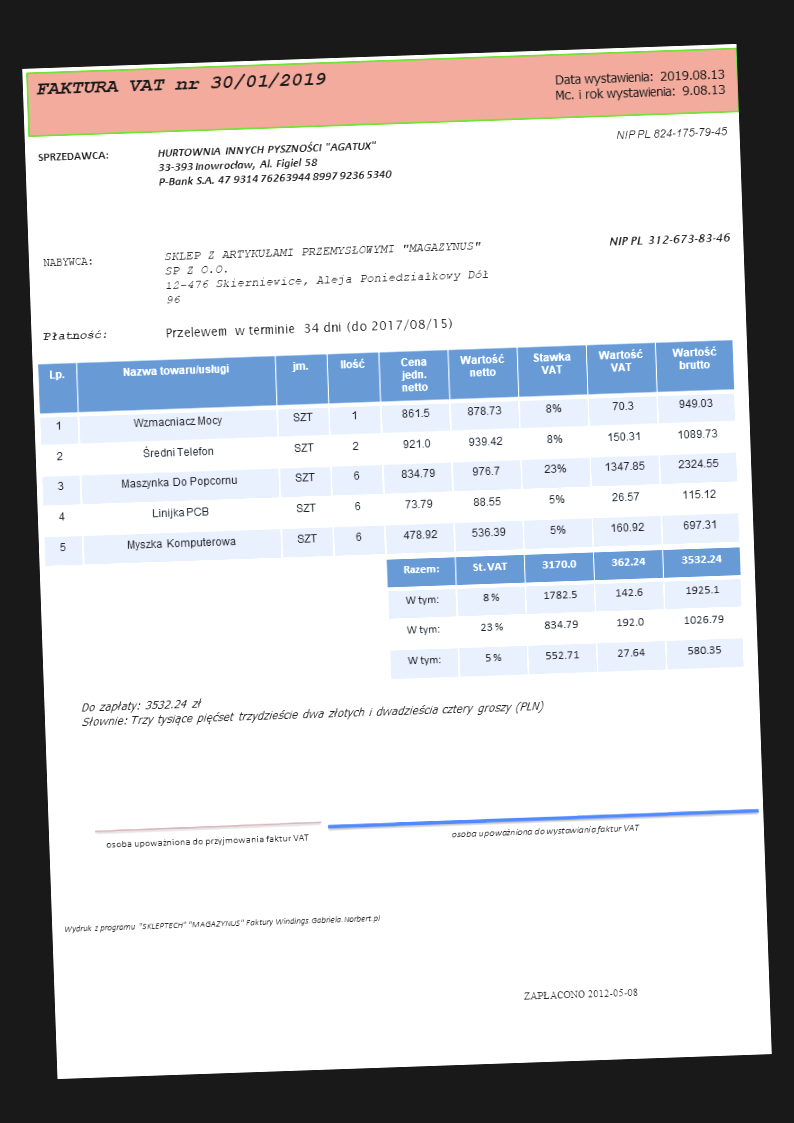 FAKTURA VAT nr 30/01/2019
Data wystawienia: 2019.08.13
Mc. i rok wystawienia: 9.08.13
NIP PL 824-175-79-45
SPRZEDAWCA: HURTOWNIA INNYCH PYSZNOŚCI "AGATUX"
33-393 Inowrocław, Al. Figiel 58
P-Bank S.A. 47 9314 76263944 8997 9236 5340
NIP PL 312-673-83-46
NABYWCA: SKLEP Z ARTYKUŁAMI PRZEMYSŁOWYMI "MAGAZYNUS"
SP Z O.O.
12-476 Skierniewice, Aleja Poniedziałkowy Dół
96
Płatność: Przelewem w terminie 34 dni (do 2017/08/15)
Lp. Nazwa towaru/usługi jm. Ilość Cena jedn. netto Wartość netto Stawka VAT Wartość VAT Wartość brutto
1 Wzmacniacz Mocy SZT 1 861.5 878.73 8% 70.3 949.03
2 Średni Telefon SZT 2 921.0 939.42 8% 150.31 1089.73
3 Maszynka Do Popcornu SZT 6 834.79 976.7 23% 1347.85 2324.55
4 Linijka PCB SZT 6 73.79 88.55 5% 26.57 115.12
5 Myszka Komputerowa SZT 6 478.92 536.39 5% 160.92 697.31
Razem: St.VAT 3170.0 362.24 3532.24
W tym: 8 % 1782.5 142.6 1925.1
W tym: 23 % 834.79 192.0 1026.79
W tym: 5 % 552.71 27.64 580.35
Do zapłaty: 3532.24 zł
Słownie: Trzy tysiące pięćset trzydzieście dwa złotych i dwadzieścia cztery groszy (PLN)
osoba upoważniona do przyjmowania faktur VAT
osoba upoważniona do wystawiania faktur VAT
Wydruk z programu "SKLEPTECH" "MAGAZYNUS" Faktury Windings.Gabriela.Norbert.pl
ZAPŁACONO 2012-05-08